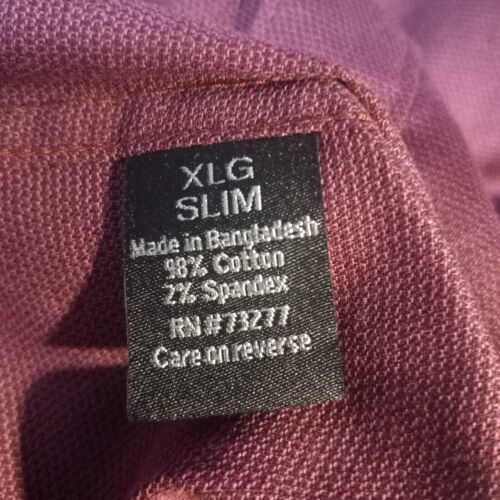 XLG
SLIM
Made in Bangladesh
98% Cotton
2% Spandex
RN#73277
Care on reverse